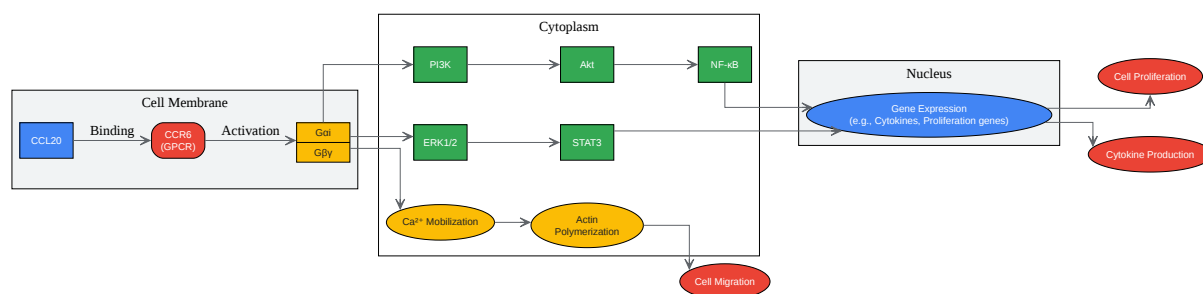 Cell Membrane
CCL20
Binding
CCR6
(GPCR)
Activation
Gαi
Gβγ
Cytoplasm
PI3K
Akt
NF-κB
ERK1/2
STAT3
Ca²⁺ Mobilization
Actin
Polymerization
Cell Migration
Nucleus
Gene Expression
(e.g., Cytokines, Proliferation genes)
Cell Proliferation
Cytokine Production